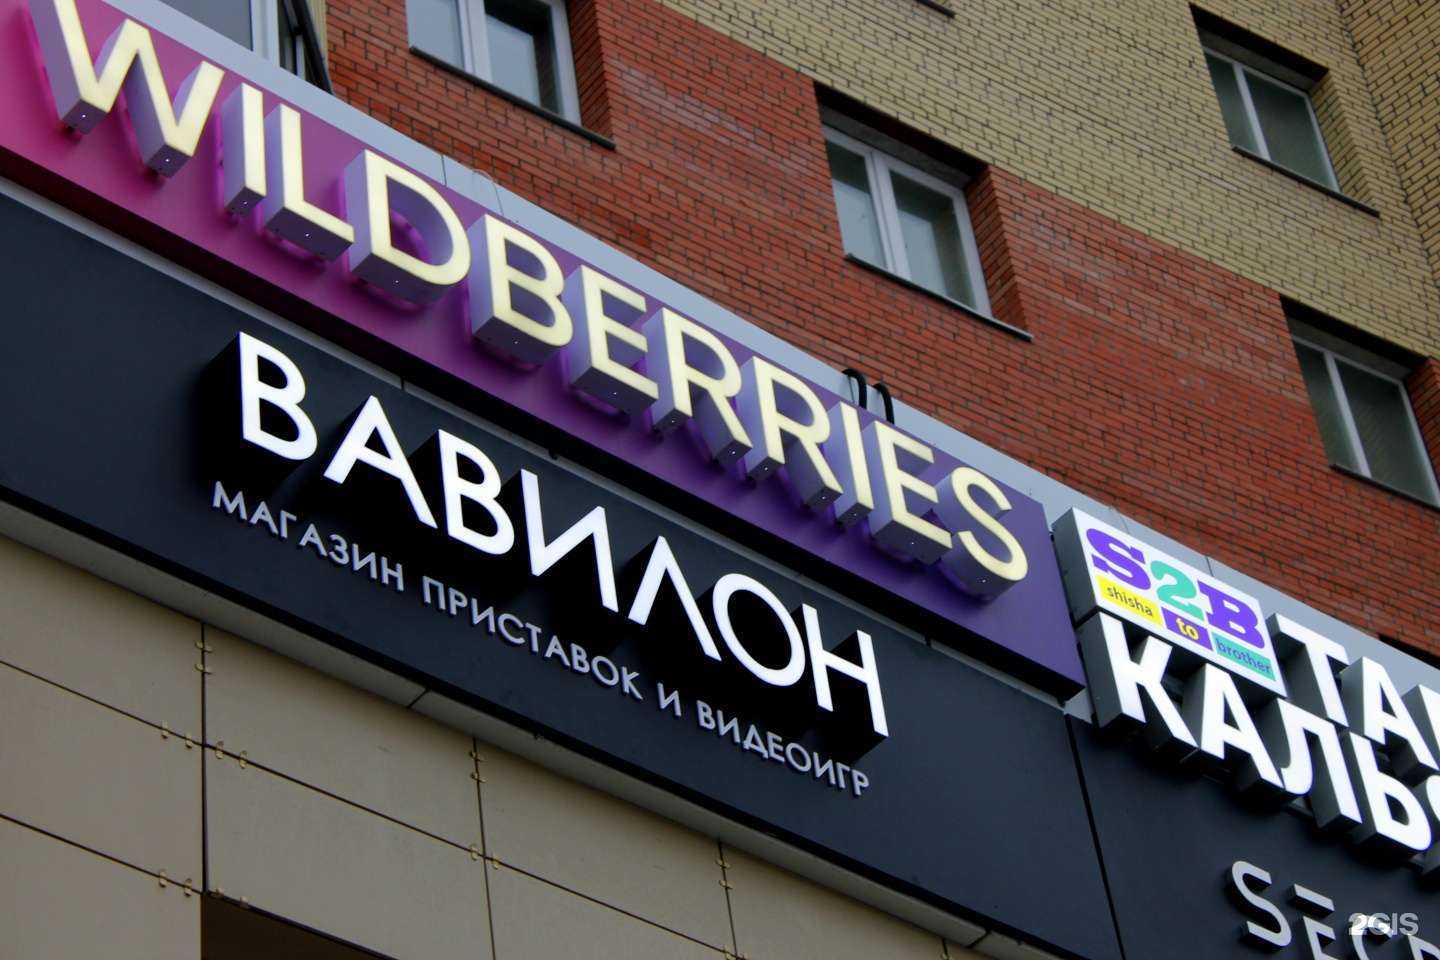 WILDBERRIES
ВАВИЛОН
МАГАЗИН ПРИСТАВОК И ВИДЕОИГР
S2B
shisha to brother
2GIS